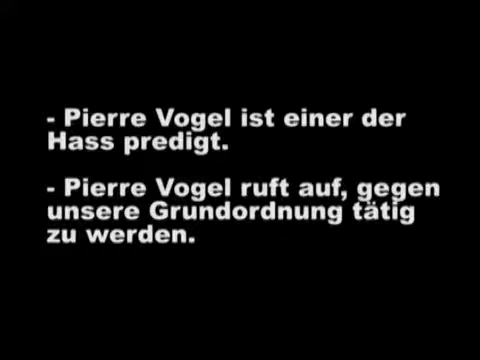 - Pierre Vogel ist einer der
Hass predigt.
- Pierre Vogel ruft auf, gegen
unsere Grundordnung tätig
zu werden.